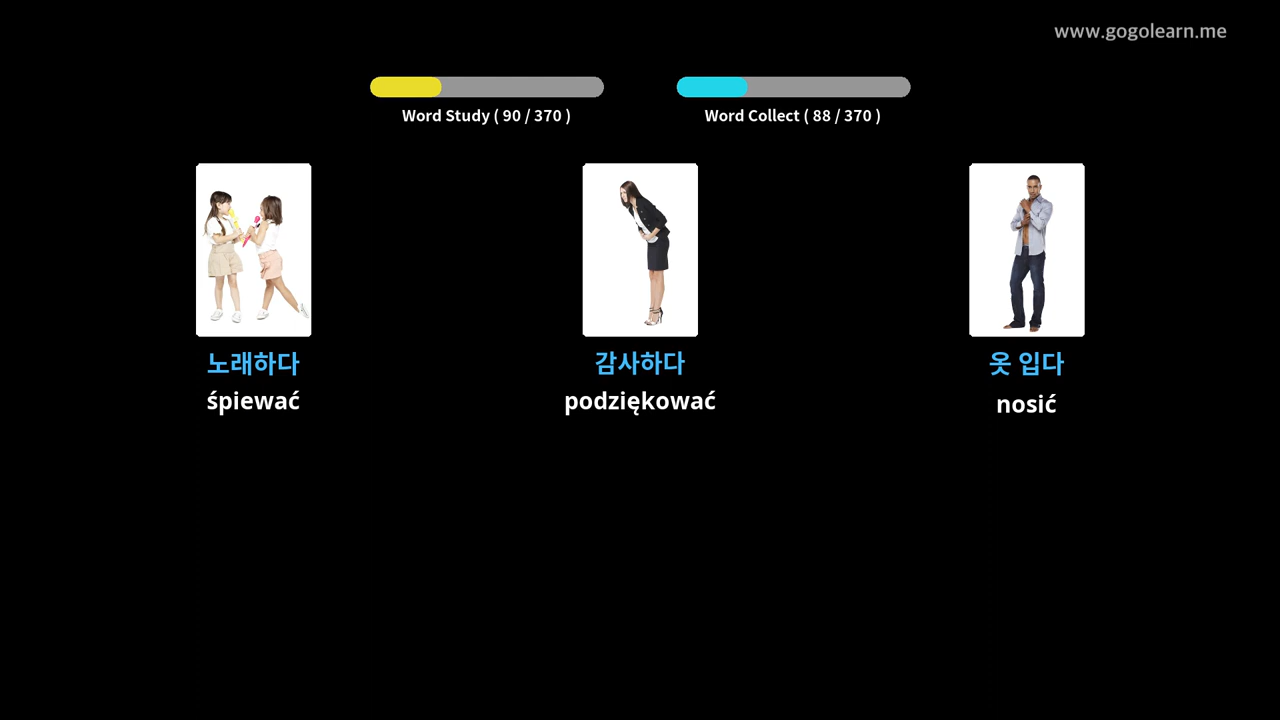 www.gogolearn.me
Word Study ( 90 / 370 )
Word Collect ( 88 / 370 )
노래하다
śpiewać
감사하다
podziękować
옷 입다
nosić